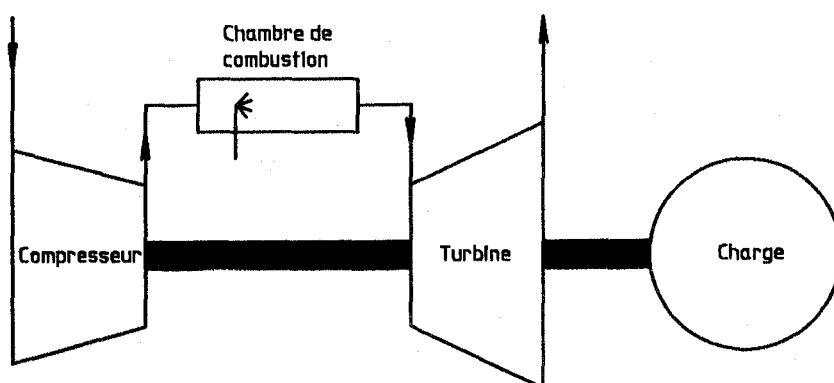 Chambre de
combustion
Compresseur
Turbine
Charge